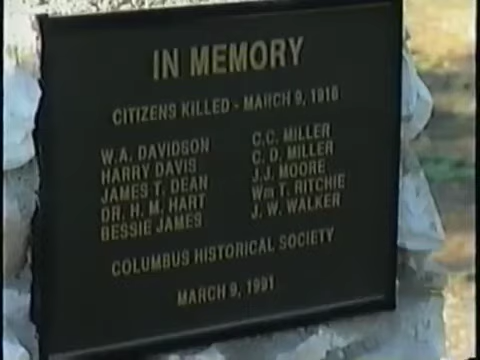 IN MEMORY
CITIZENS KILLED - MARCH 9, 1916
W.A. DAVIDSON
HARRY DAVIS
JAMES T. DEAN
DR. H. M. HART
BESSIE JAMES
C.C. MILLER
C. D. MILLER
J.J. MOORE
Wm T. RITCHIE
J. W. WALKER
COLUMBUS HISTORICAL SOCIETY
MARCH 9, 1991